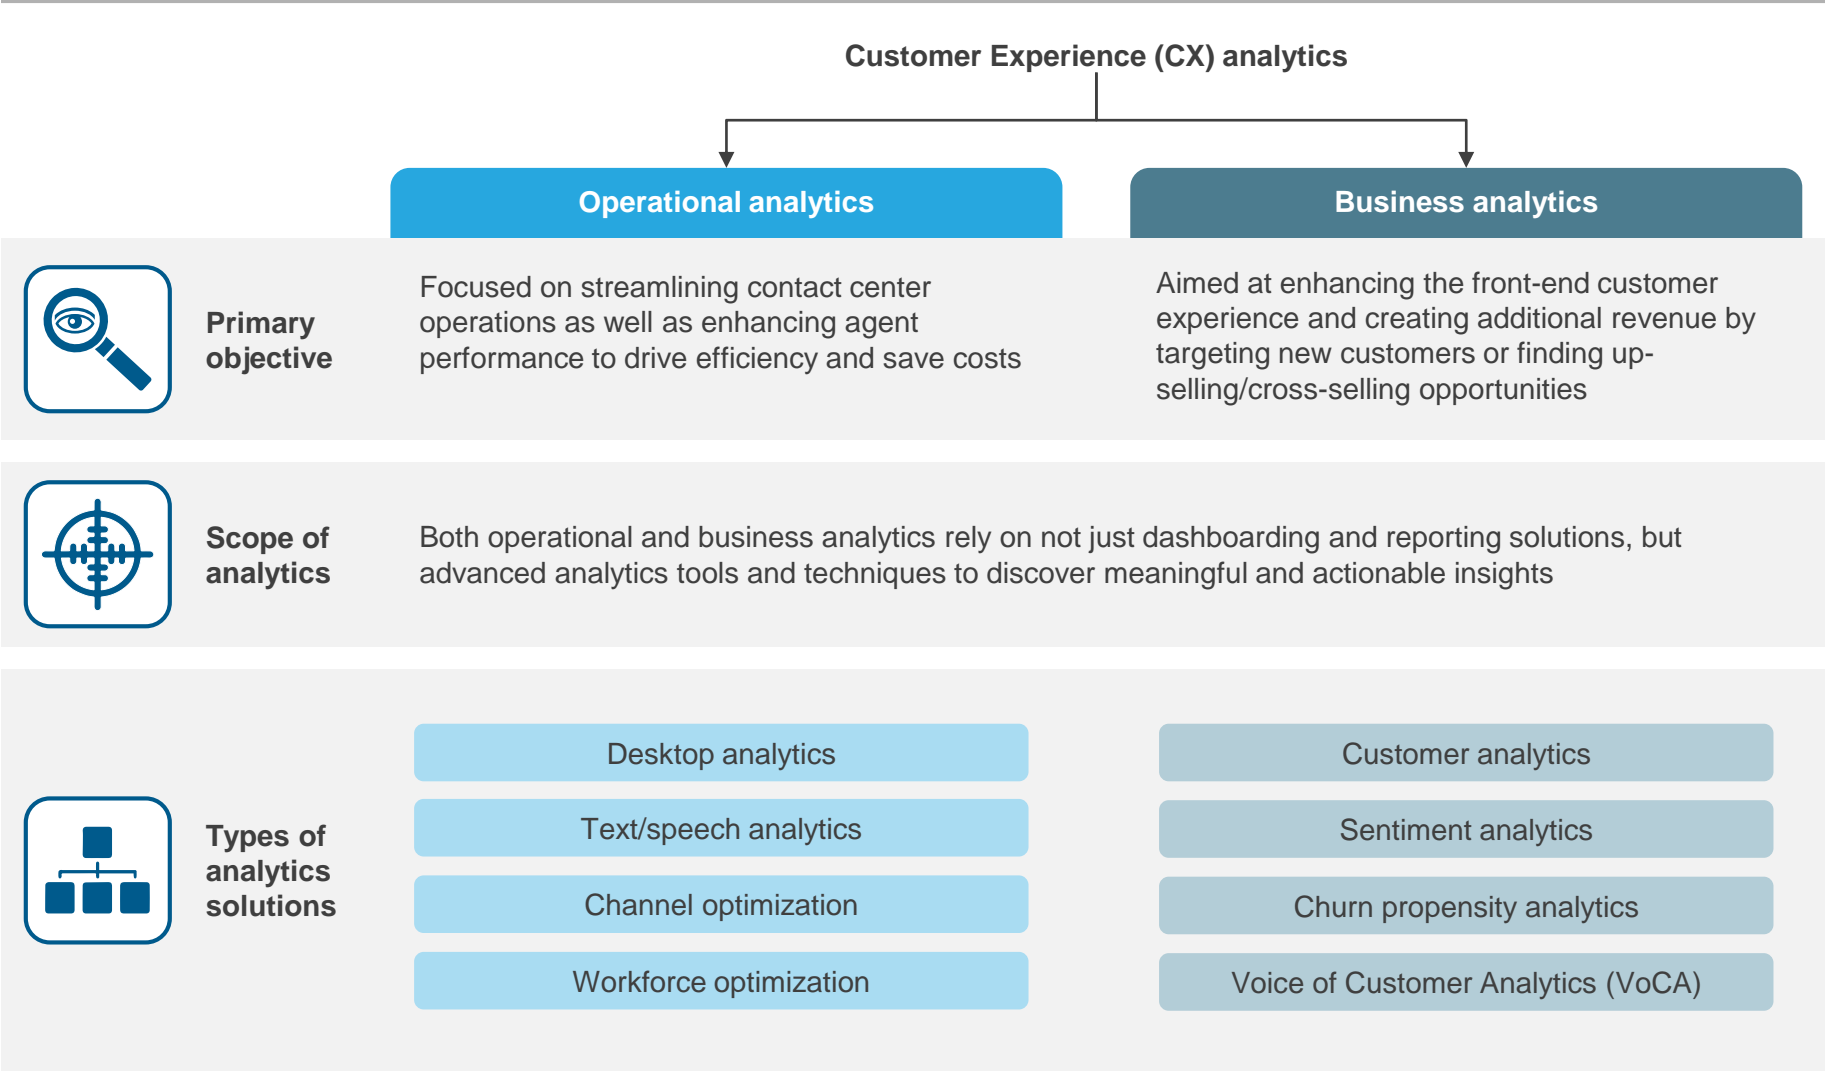 Customer Experience (CX) analytics
Operational analytics
Business analytics
Primary
objective
Focused on streamlining contact center
operations as well as enhancing agent
performance to drive efficiency and save costs
Aimed at enhancing the front-end customer
experience and creating additional revenue by
targeting new customers or finding up-
selling/cross-selling opportunities
Scope of
analytics
Both operational and business analytics rely on not just dashboarding and reporting solutions, but
advanced analytics tools and techniques to discover meaningful and actionable insights
Types of
analytics
solutions
Desktop analytics
Text/speech analytics
Channel optimization
Workforce optimization
Customer analytics
Sentiment analytics
Churn propensity analytics
Voice of Customer Analytics (VoCA)